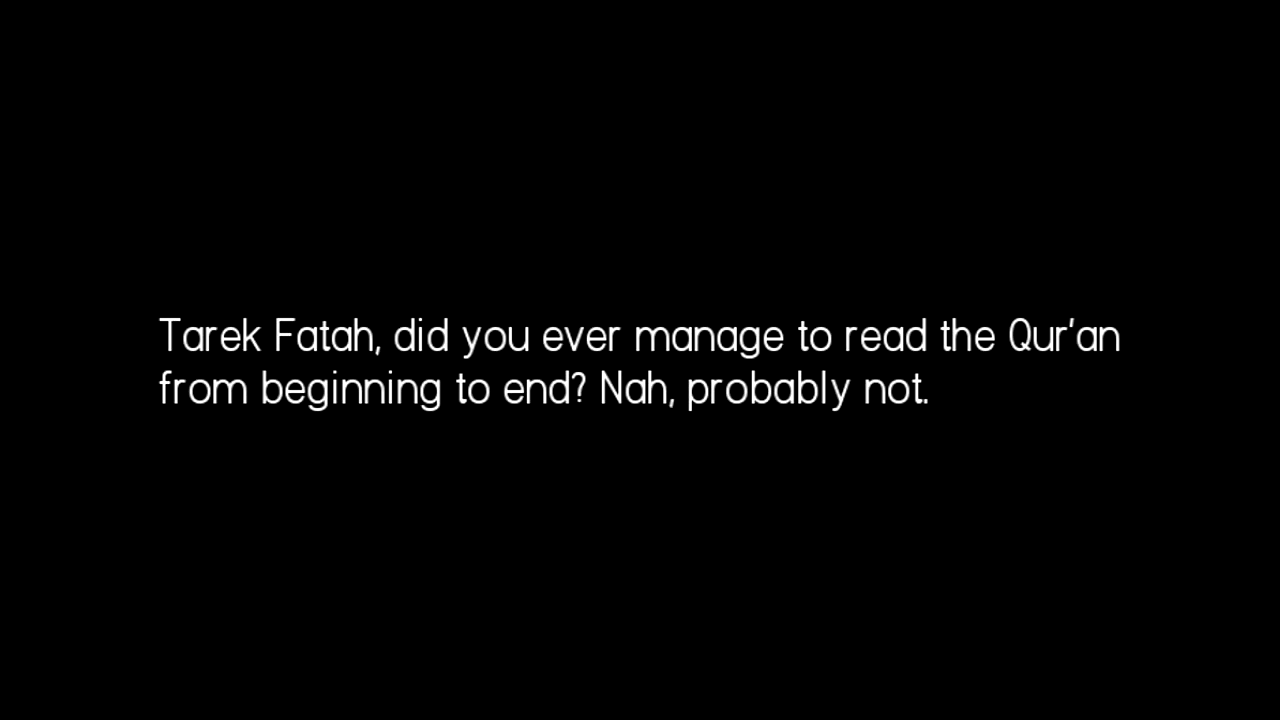 Tarek Fatah, did you ever manage to read the Qur'an
from beginning to end? Nah, probably not.